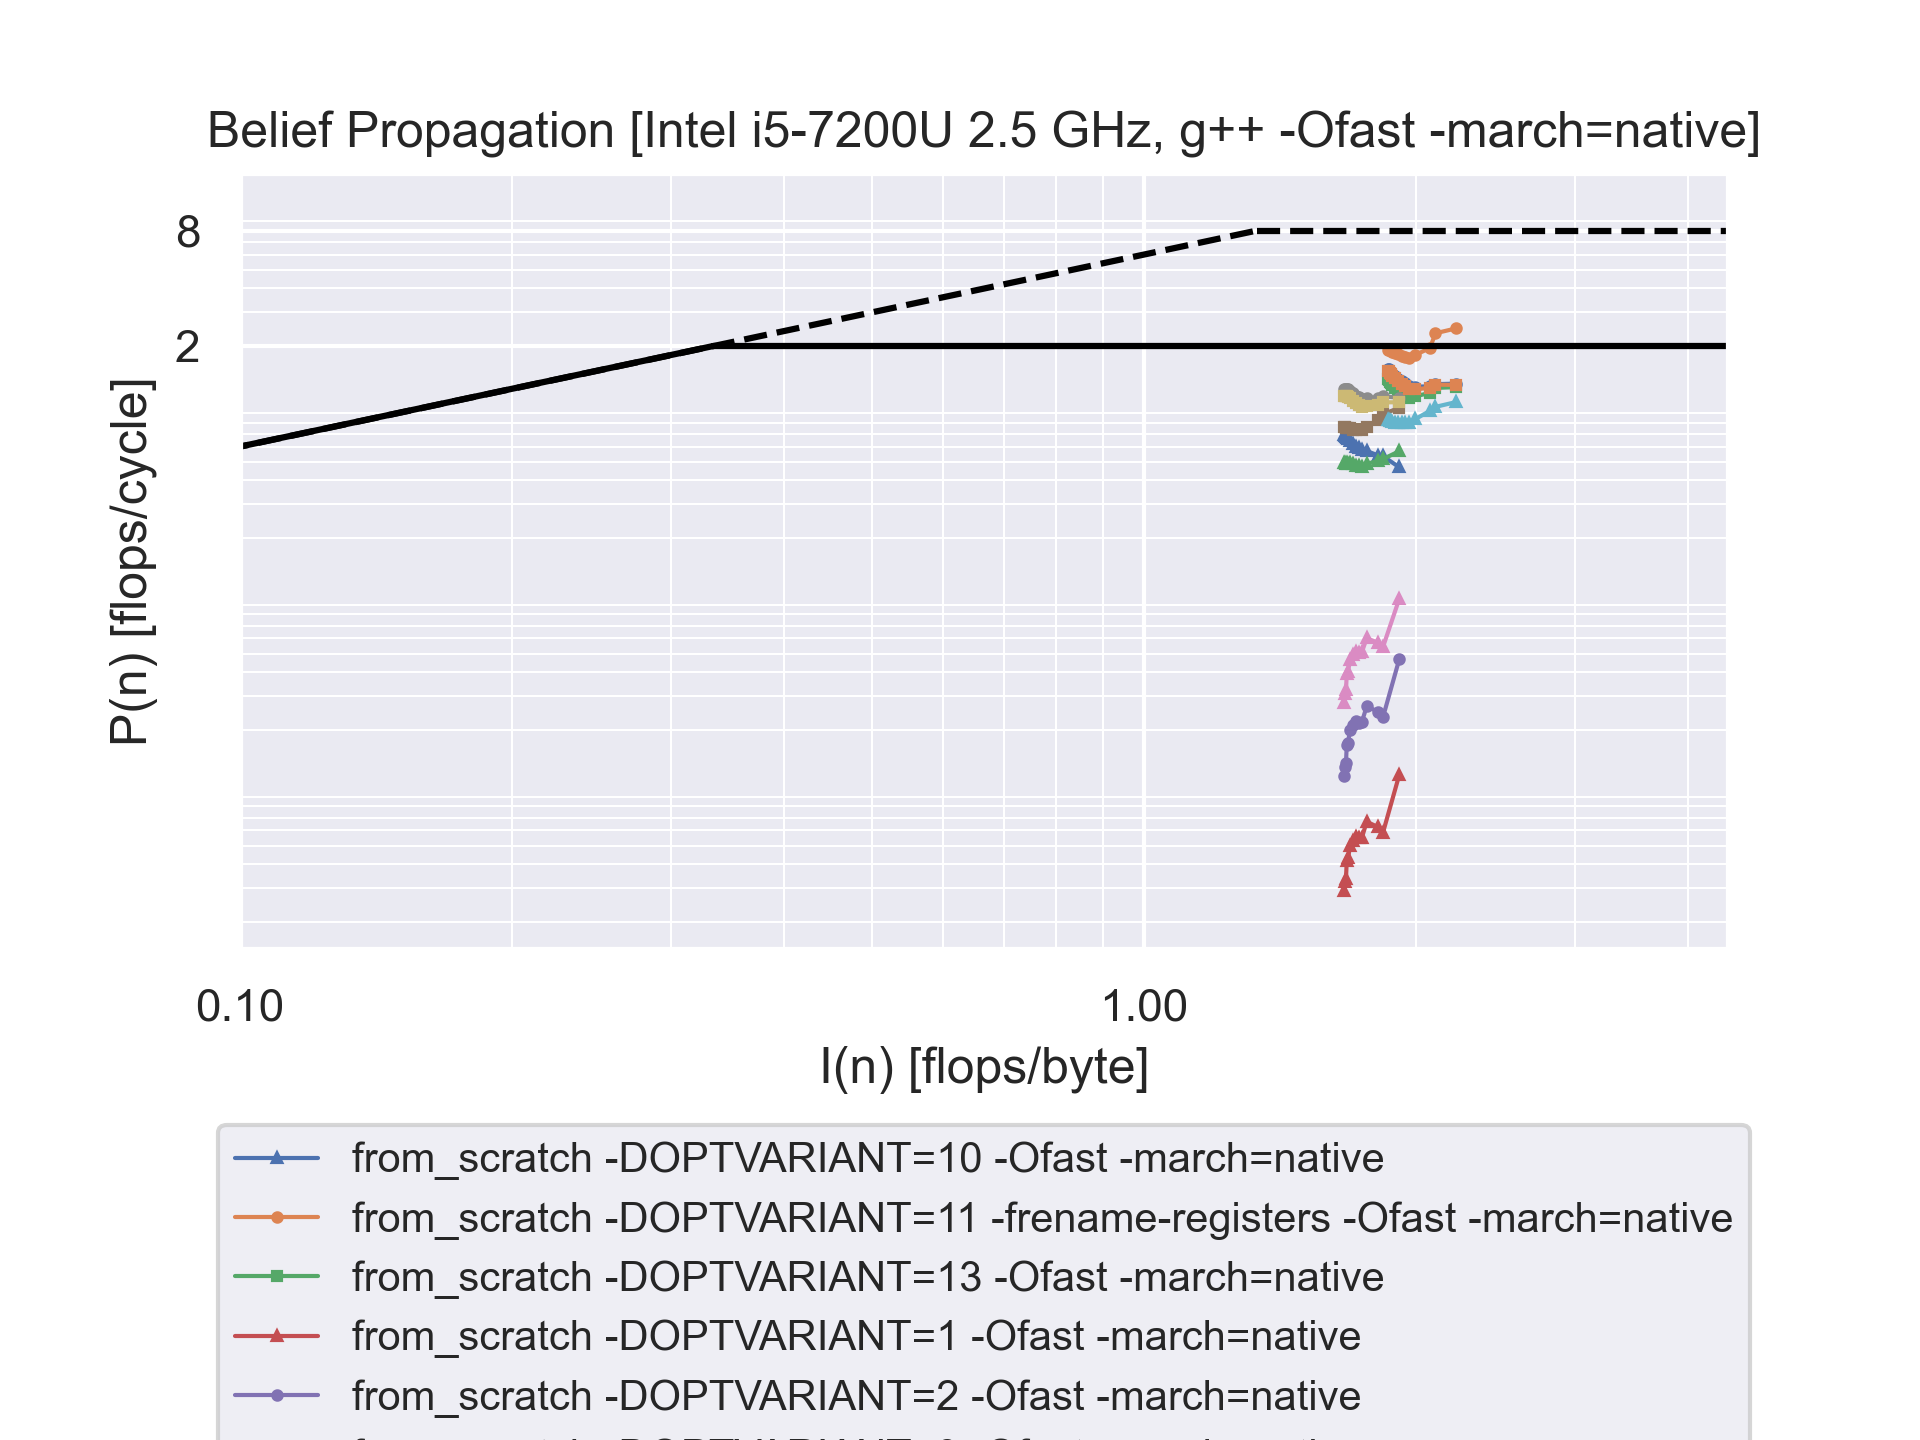 Belief Propagation [Intel i5-7200U 2.5 GHz, g++ -Ofast -march=native]
8
2
P(n) [flops/cycle]
0.10 1.00
I(n) [flops/byte]
from_scratch -DOPTVARIANT=10 -Ofast -march=native
from_scratch -DOPTVARIANT=11 -frename-registers -Ofast -march=native
from_scratch -DOPTVARIANT=13 -Ofast -march=native
from_scratch -DOPTVARIANT=1 -Ofast -march=native
from_scratch -DOPTVARIANT=2 -Ofast -march=native